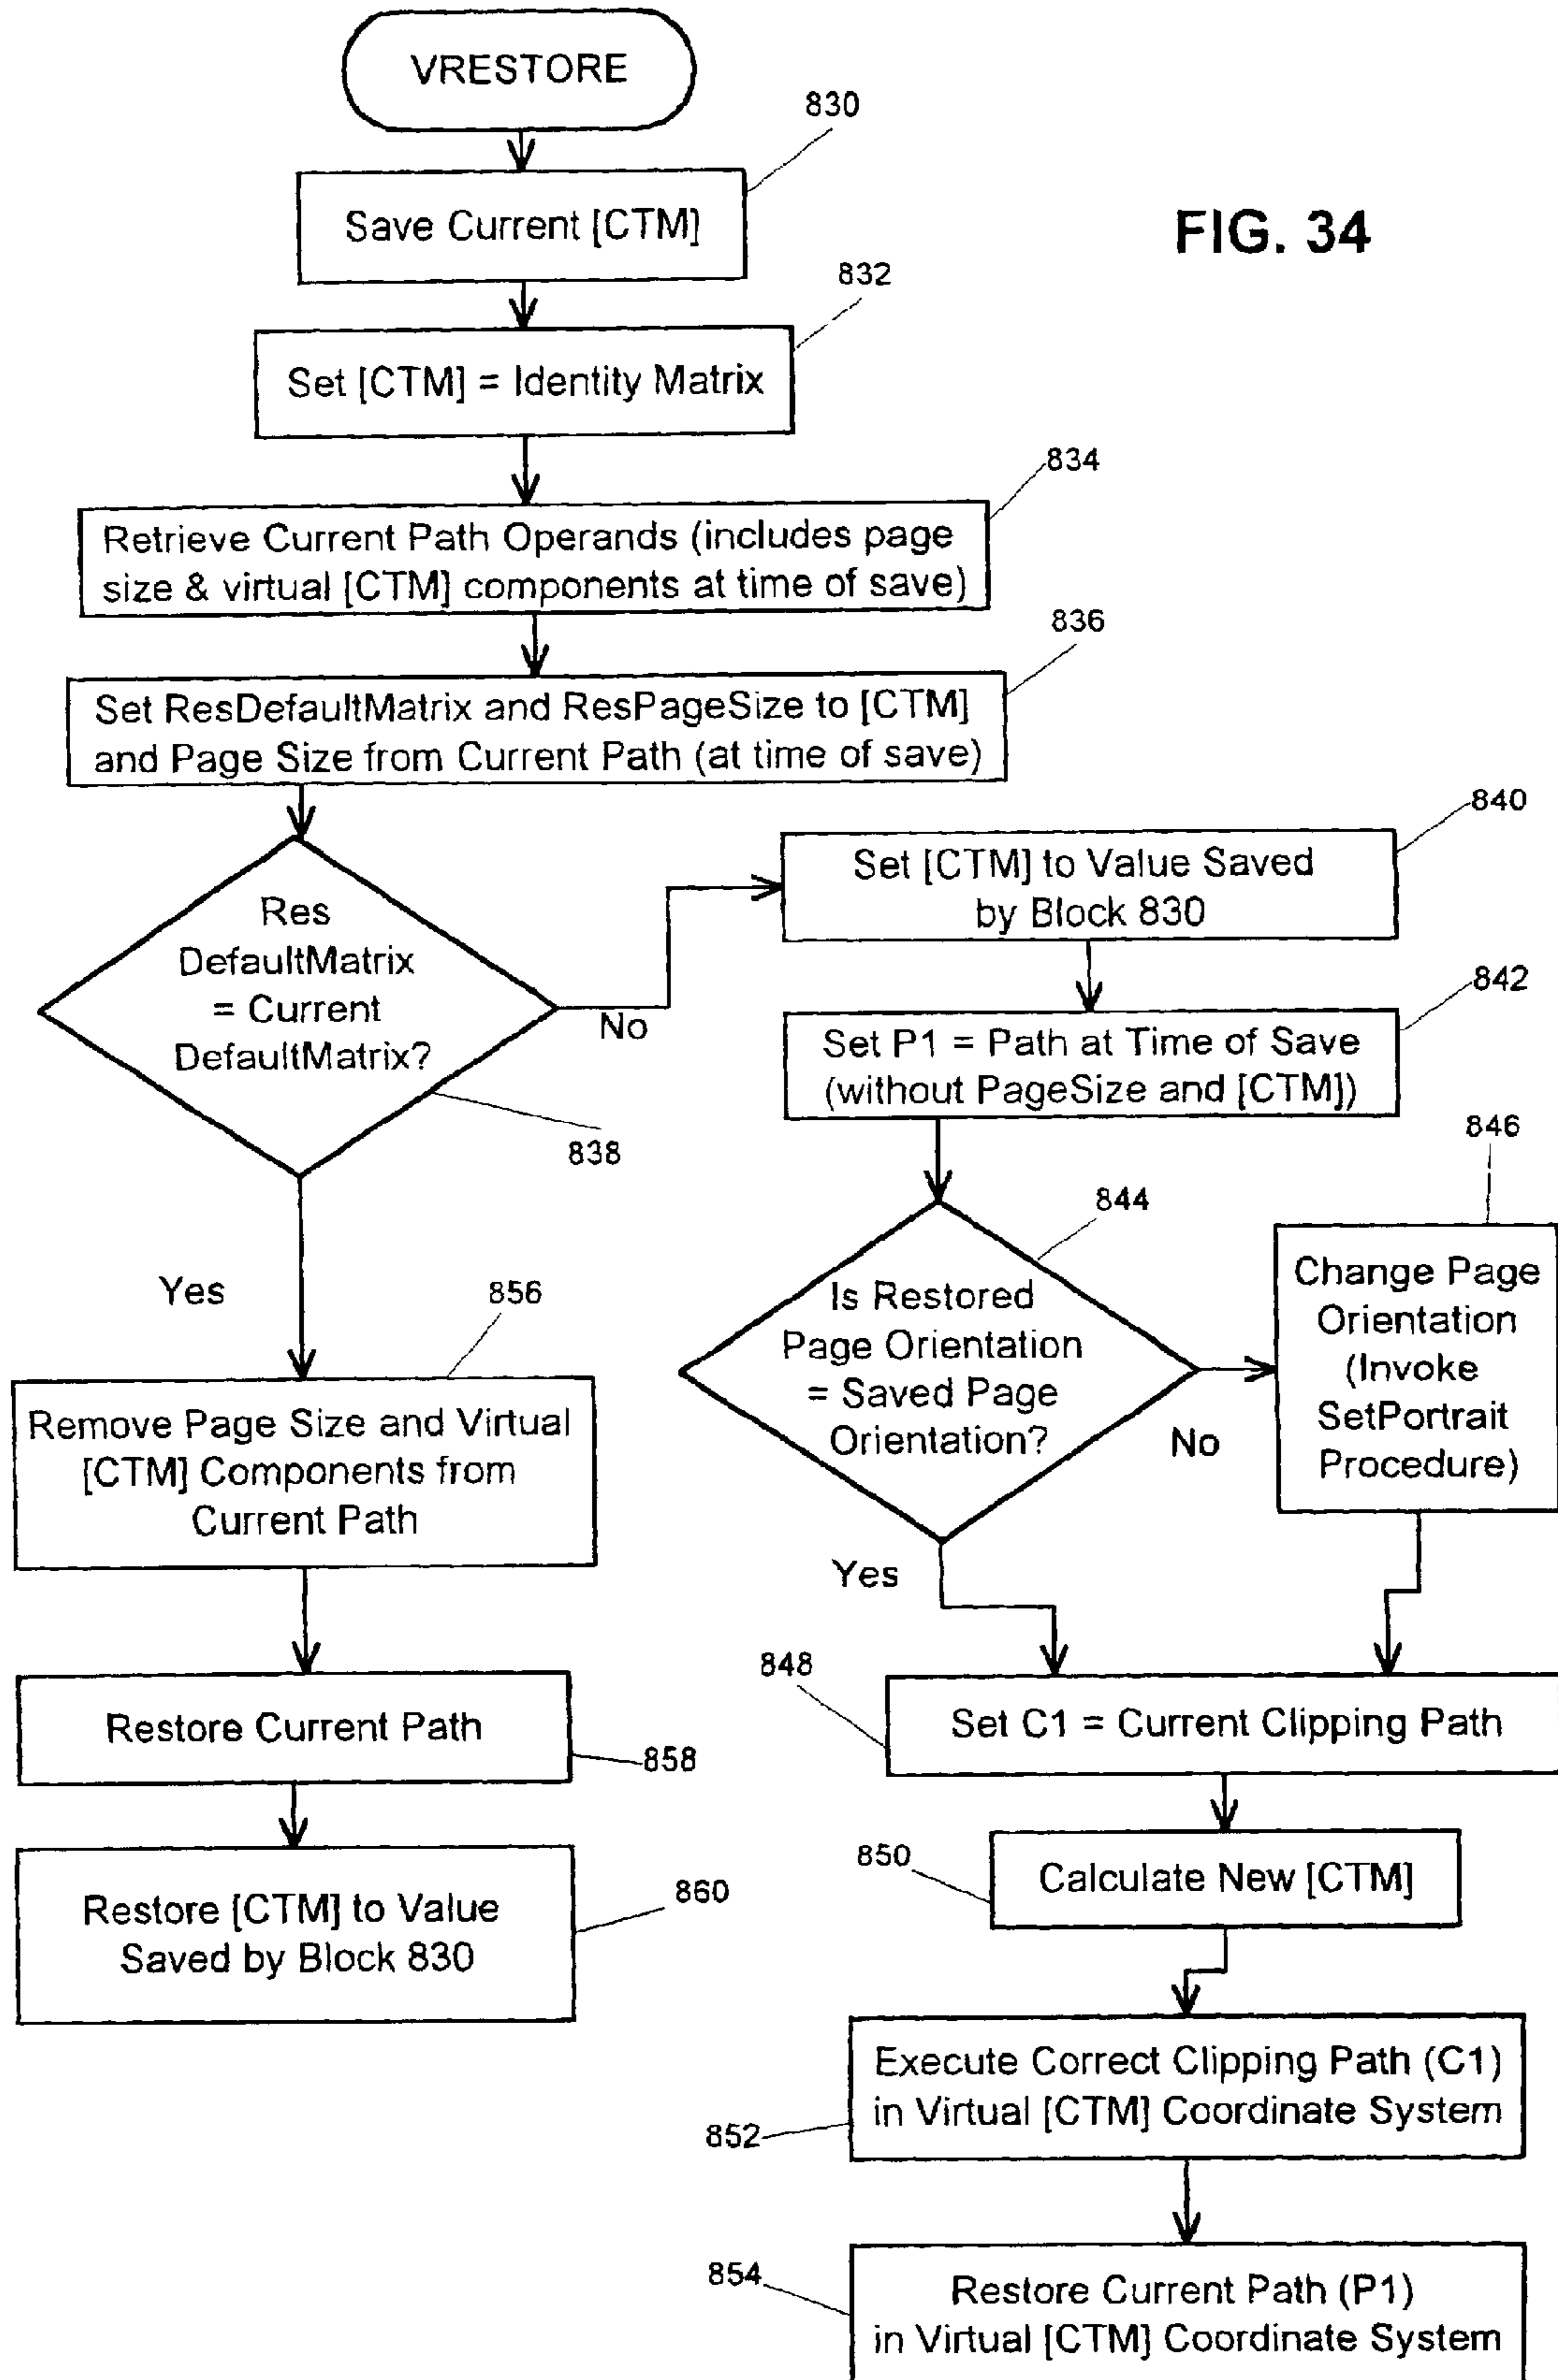 VRESTORE
830
Save Current [CTM]
FIG. 34
832
Set [CTM] = Identity Matrix
834
Retrieve Current Path Operands (includes page
size & virtual [CTM] components at time of save)
836
Set ResDefaultMatrix and ResPageSize to [CTM]
and Page Size from Current Path (at time of save)
Res
DefaultMatrix
= Current
DefaultMatrix?
838
No
Yes
840
Set [CTM] to Value Saved
by Block 830
842
Set P1 = Path at Time of Save
(without PageSize and [CTM])
844
Is Restored
Page Orientation
= Saved Page
Orientation?
No
Yes
846
Change Page
Orientation
(Invoke
SetPortrait
Procedure)
856
Remove Page Size and Virtual
[CTM] Components from
Current Path
Restore Current Path
858
Restore [CTM] to Value
Saved by Block 830
860
848
Set C1 = Current Clipping Path
850
Calculate New [CTM]
Execute Correct Clipping Path (C1)
in Virtual [CTM] Coordinate System
852
854
Restore Current Path (P1)
in Virtual [CTM] Coordinate System